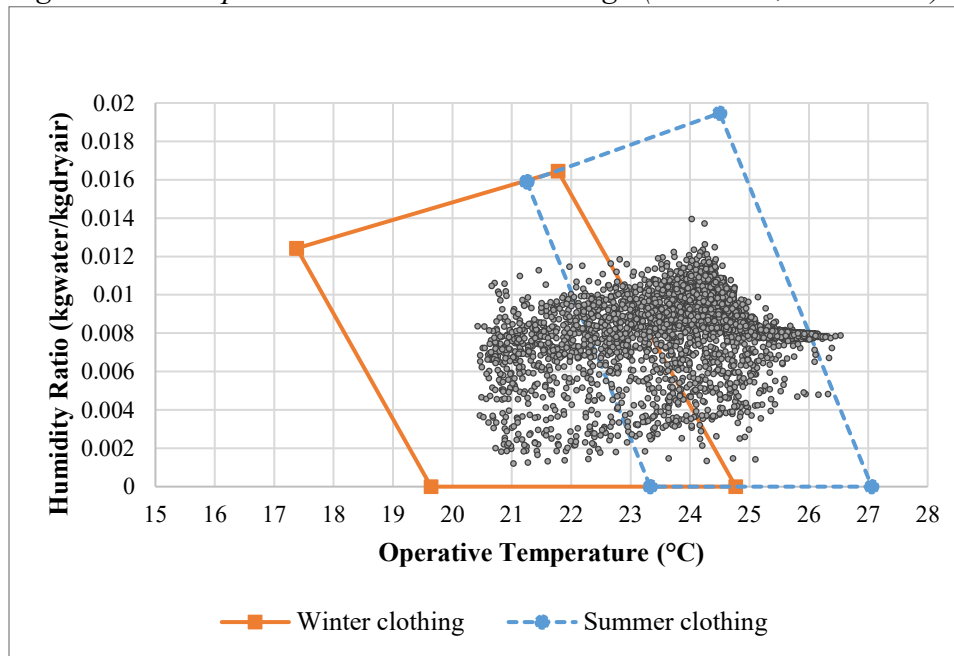 Humidity Ratio (kgwater/kgdryair)
0.02
0.018
0.016
0.014
0.012
0.01
0.008
0.006
0.004
0.002
0
15 16 17 18 19 20 21 22 23 24 25 26 27 28
Operative Temperature (°C)
Winter clothing Summer clothing